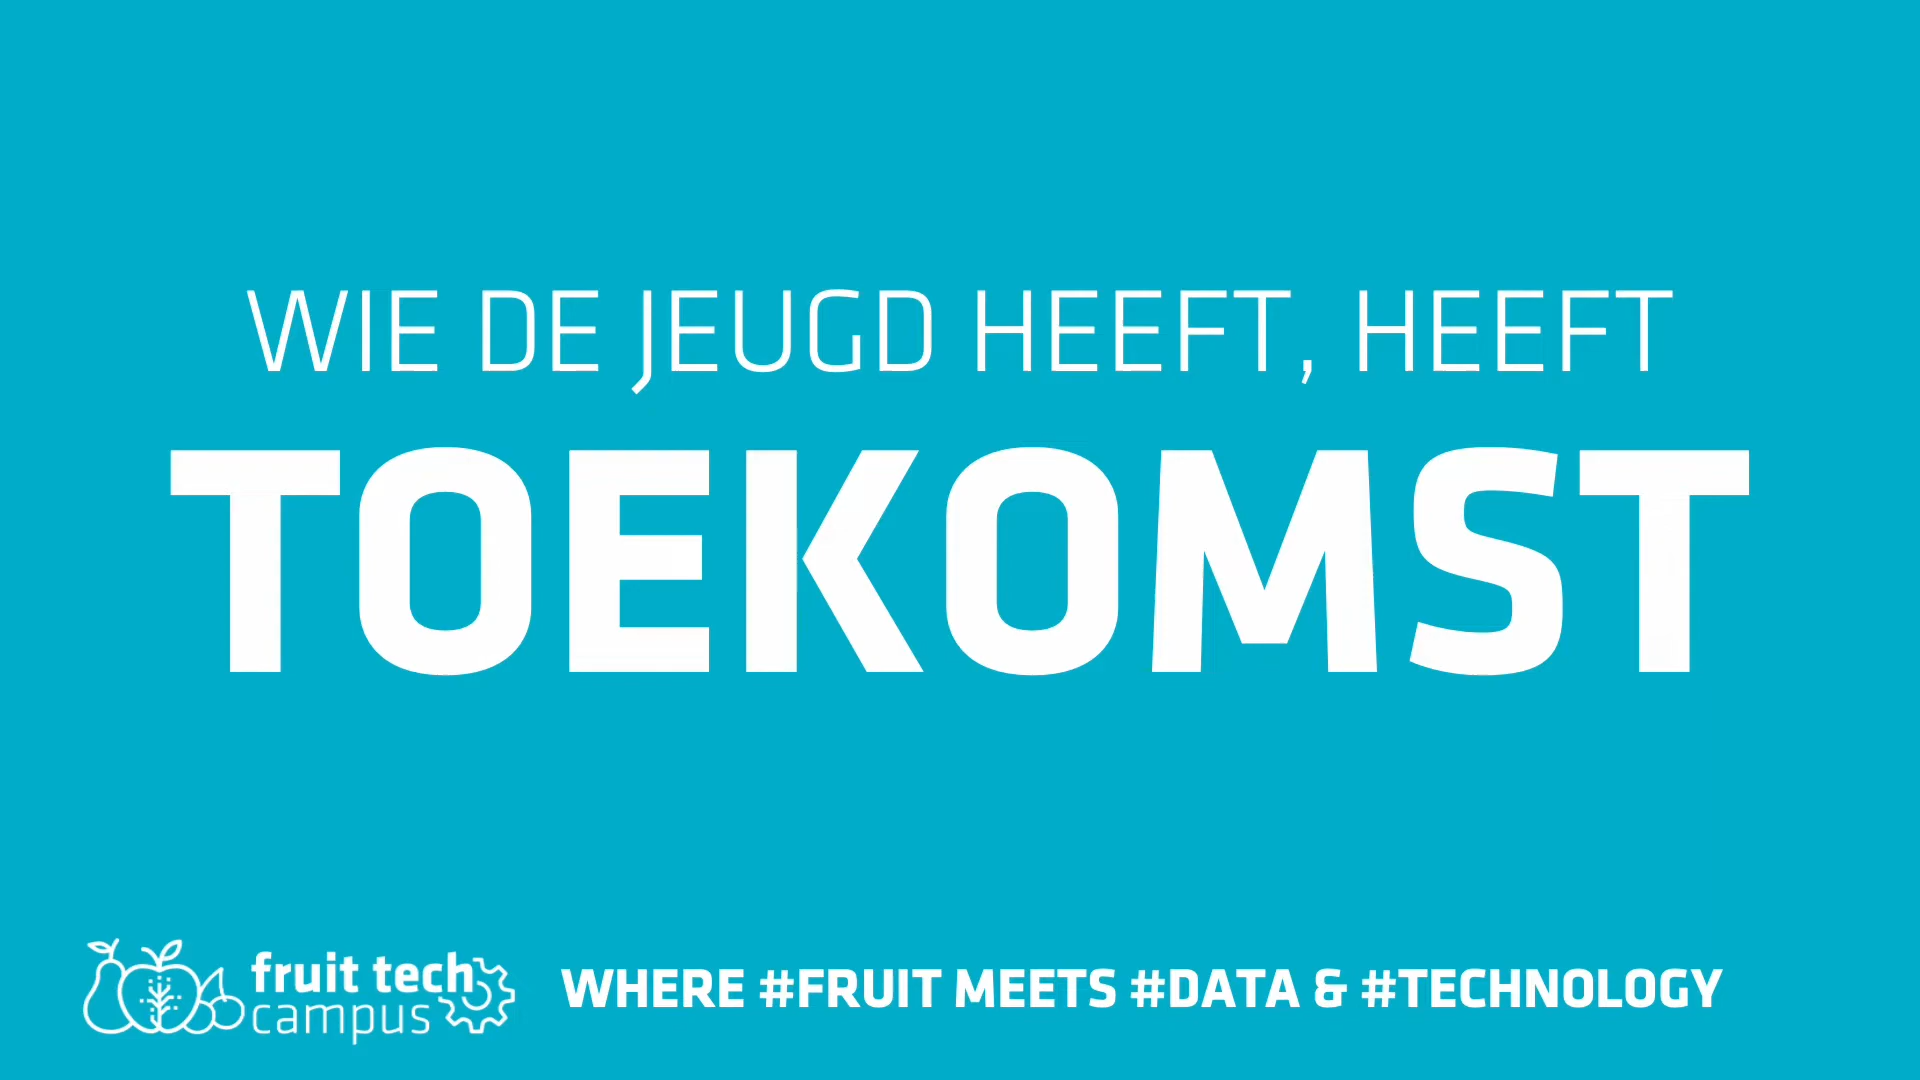 WIE DE JEUGD HEEFT, HEEFT
TOEKOMST
fruit tech
campus
WHERE #FRUIT MEETS #DATA & #TECHNOLOGY